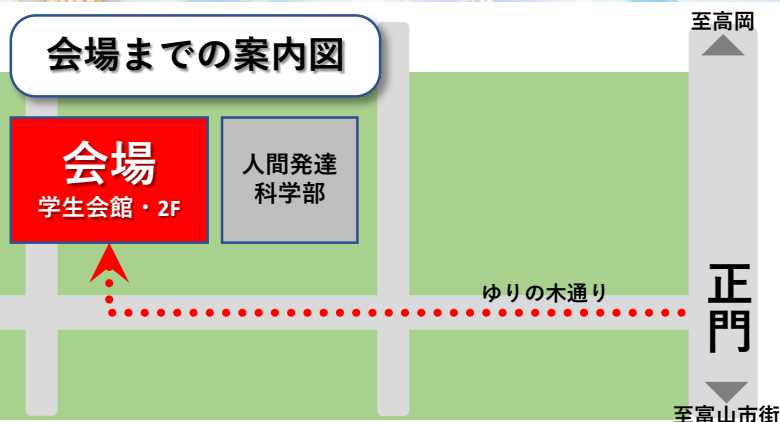 至高岡
会場までの案内図
会場
学生会館・2F
人間発達
科学部
ゆりの木通り
正門
至富山市街